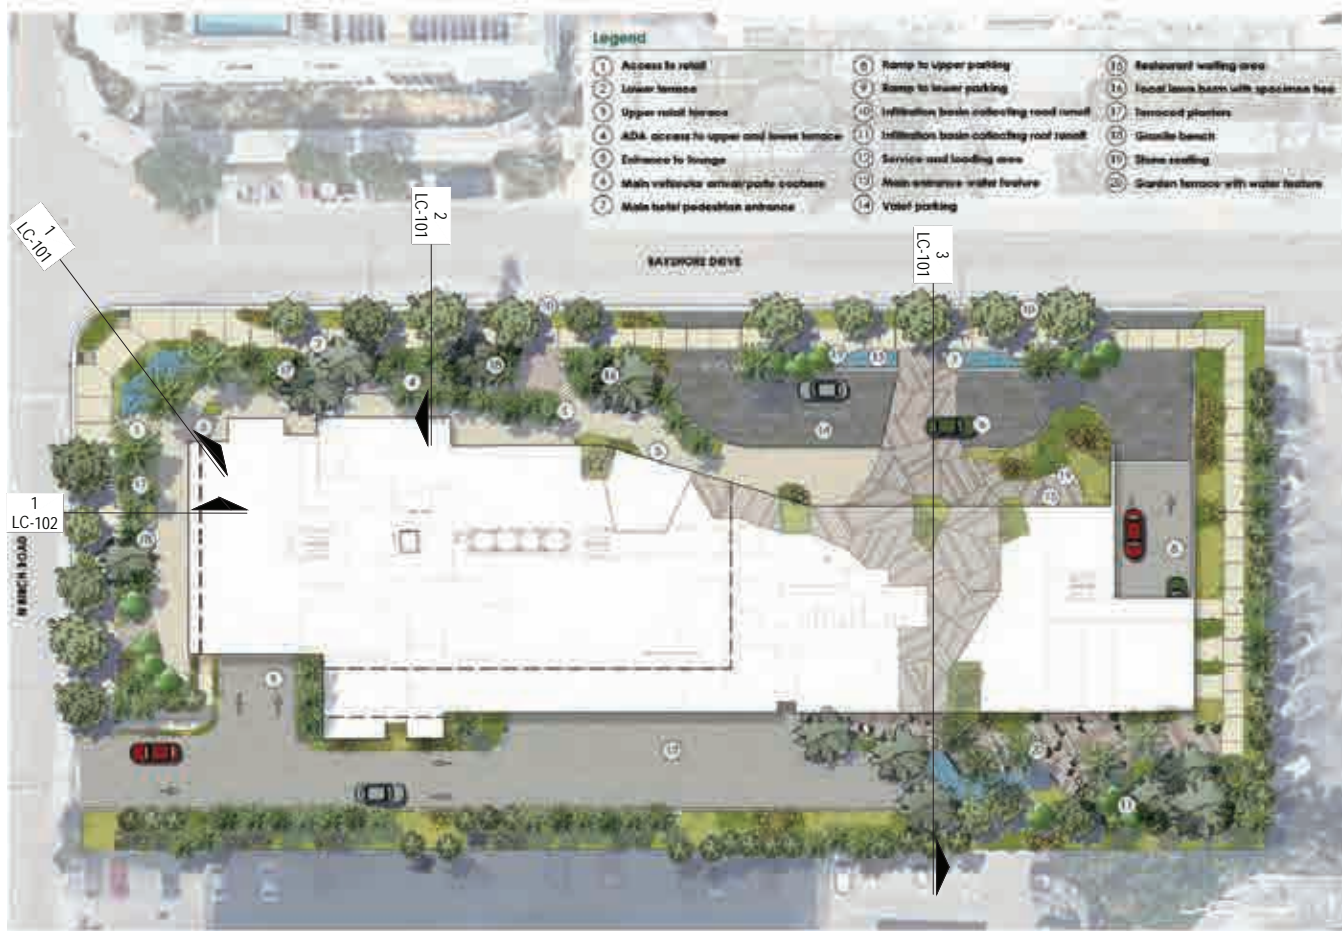 Legend
1 Access to retail
2 Lower terrace
3 Upper retail terrace
4 ADA access to upper and lower terrace
5 Entrance to lounge
6 Main vehicular arrival/porte cochere
7 Main hotel pedestrian entrance
8 Ramp to upper parking
9 Ramp to lower parking
10 Infiltration basin collecting road runoff
11 Infiltration basin collecting roof runoff
12 Service and loading area
13 Main entrance water feature
14 Valet parking
15 Restaurant waiting area
16 Focal lawn berm with specimen tree
17 Terraced planters
18 Granite bench
19 Stone seating
20 Garden terrace with water feature
1
LC-101
2
LC-101
3
LC-101
BAYSHORE DRIVE
1
LC-102
N BIRCH ROAD